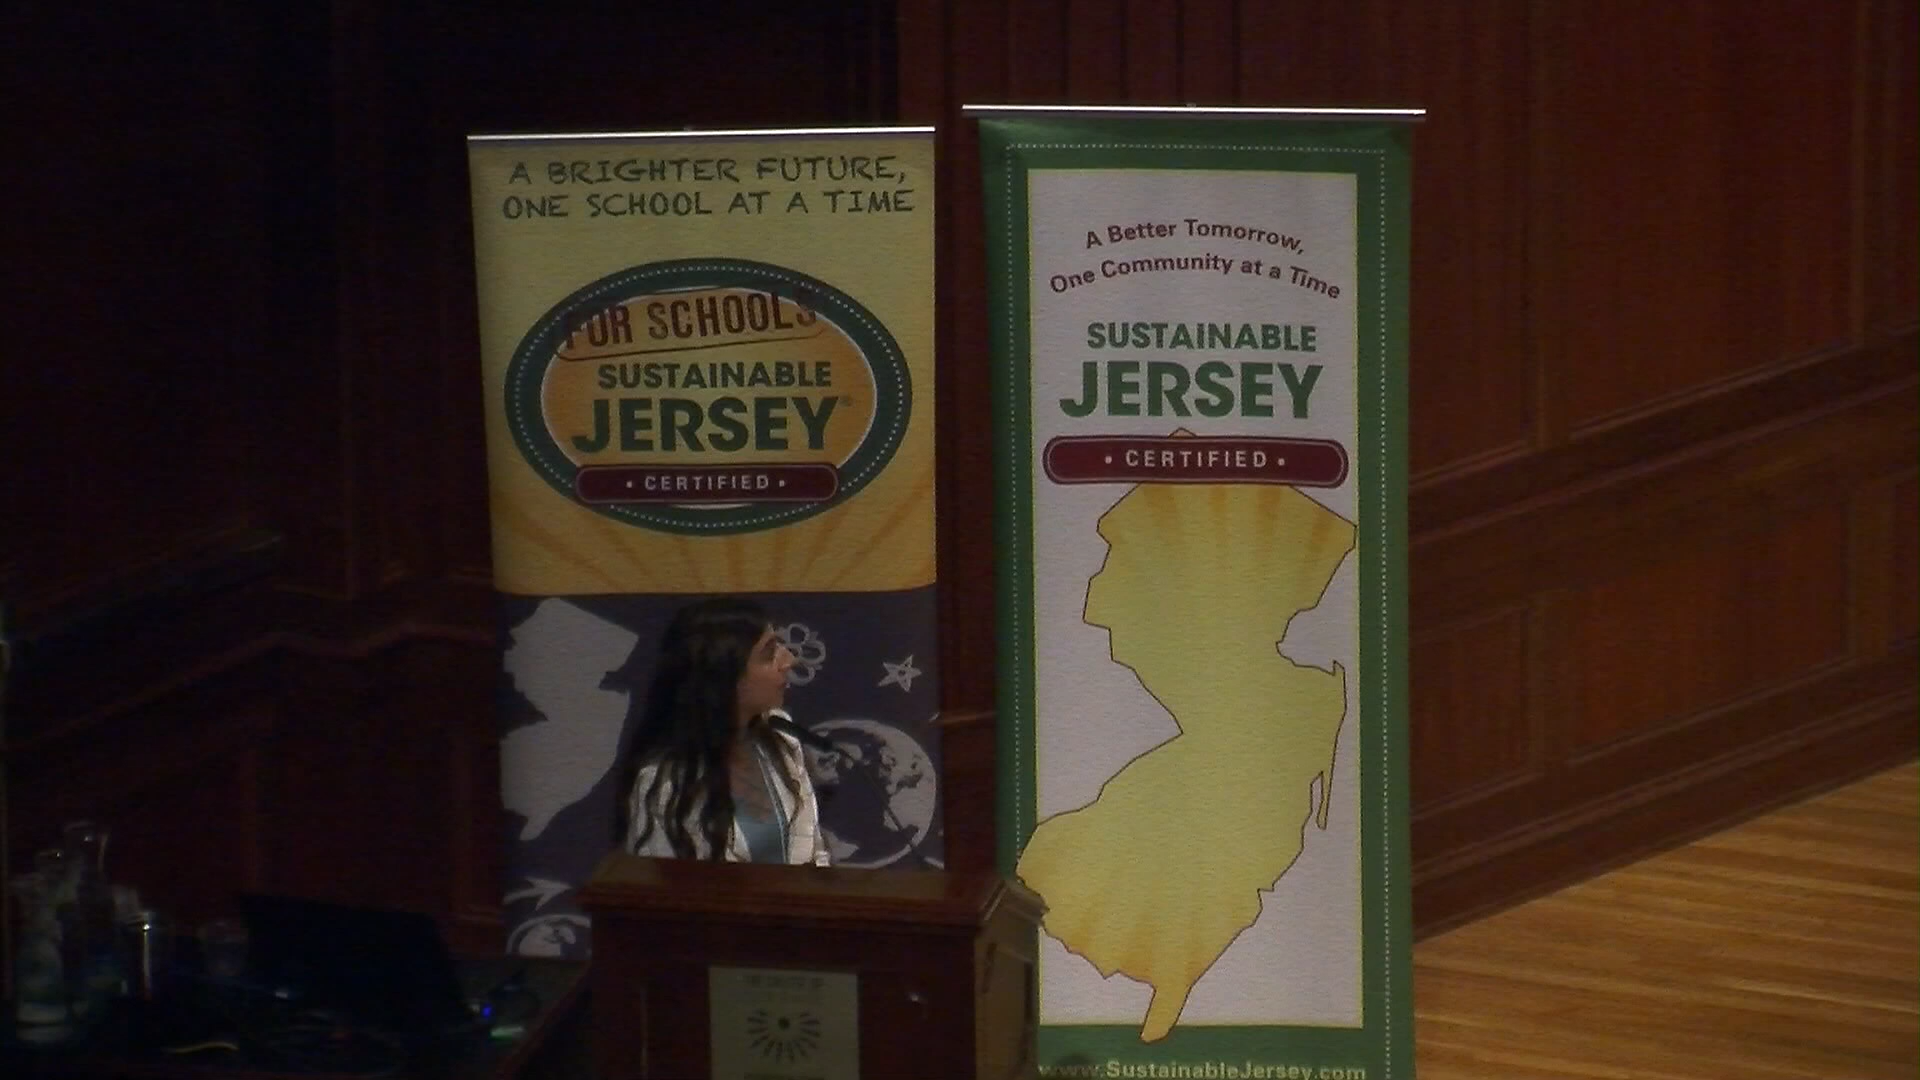 A BRIGHTER FUTURE,
ONE SCHOOL AT A TIME
FOR SCHOOLS
SUSTAINABLE
JERSEY®
• CERTIFIED •
A Better Tomorrow,
One Community at a Time
SUSTAINABLE
JERSEY
• CERTIFIED •
www.SustainableJersey.com